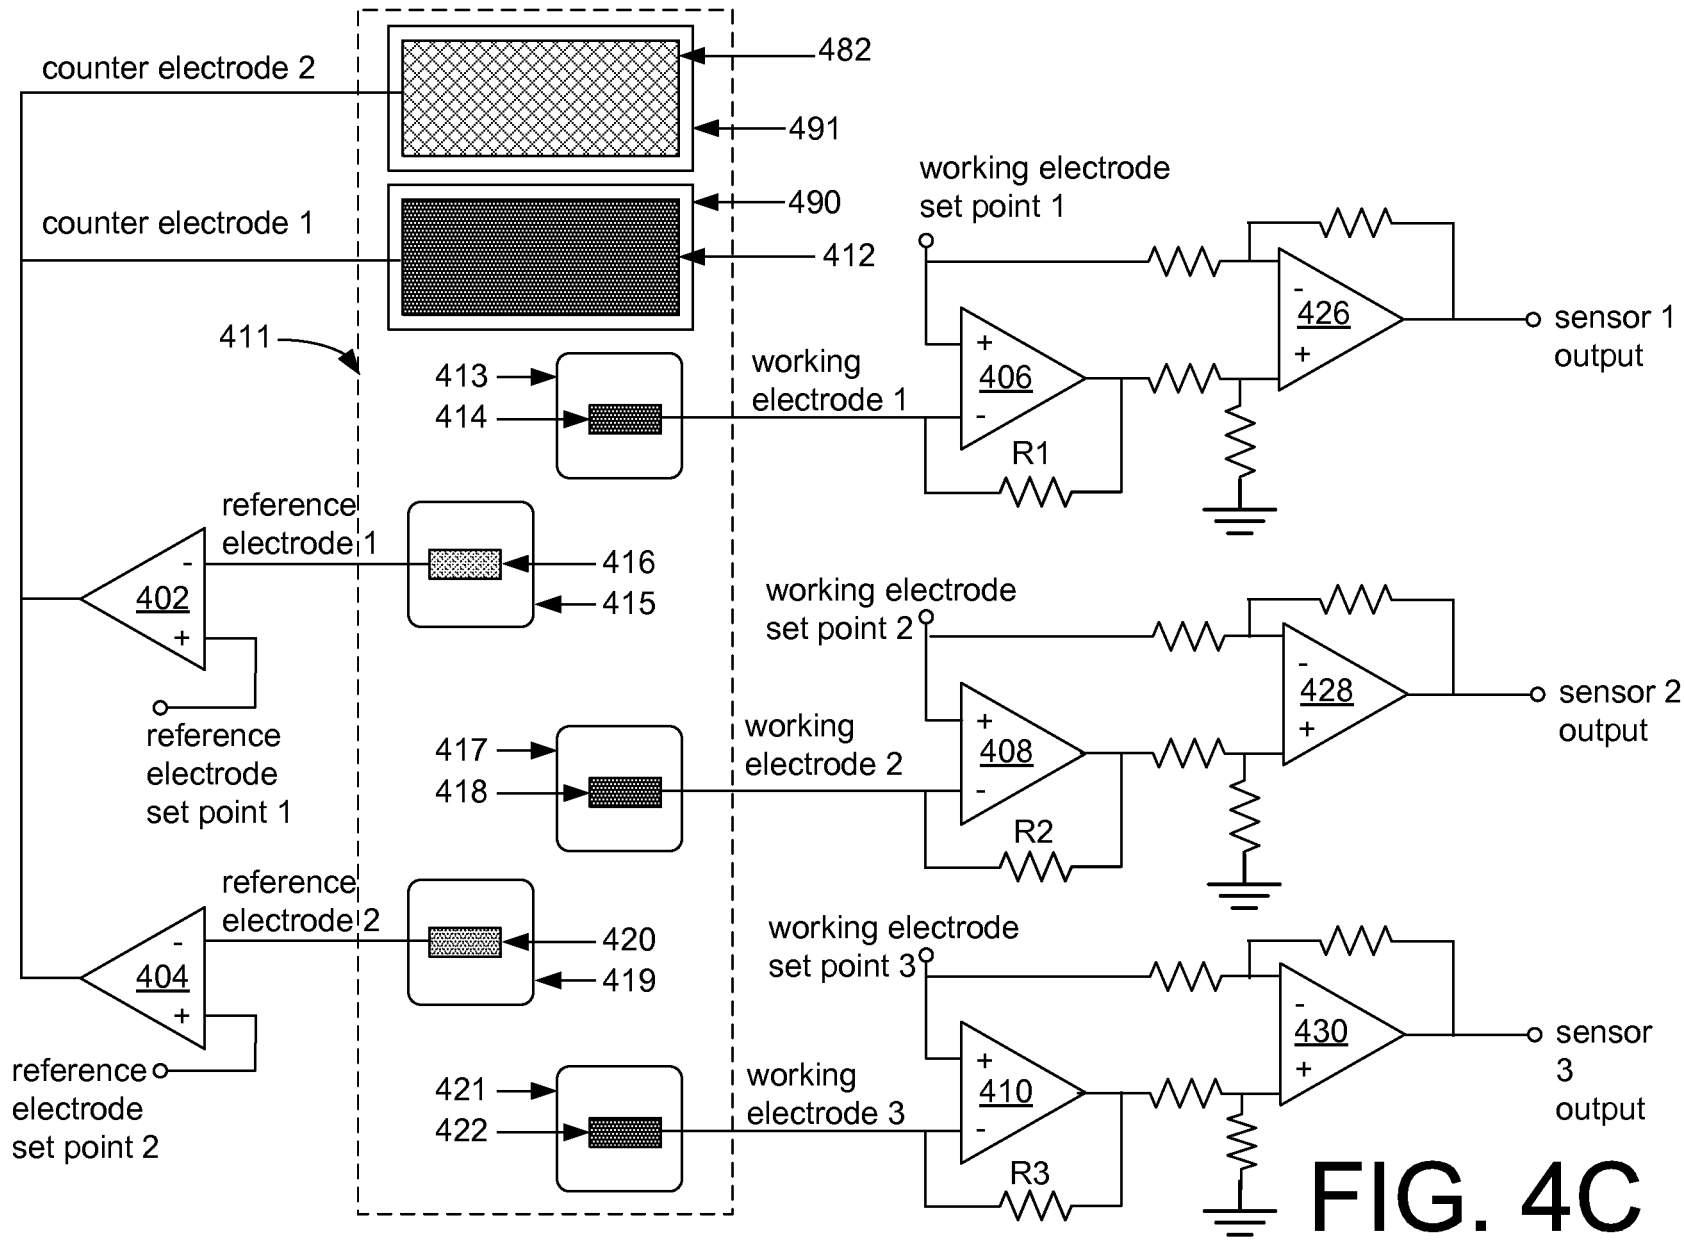 counter electrode 2
482
491
counter electrode 1
490
412
411
413
414
working
electrode 1
working electrode
set point 1
+
406
-
R1
-
426
+
sensor 1
output
reference
electrode 1
-
402
+
416
415
reference
electrode
set point 1
417
418
working
electrode 2
working electrode
set point 2
+
408
-
R2
-
428
+
sensor 2
output
reference
electrode 2
-
404
+
420
419
reference
electrode
set point 2
421
422
working
electrode 3
working electrode
set point 3
+
410
-
R3
-
430
+
sensor
3
output
FIG. 4C